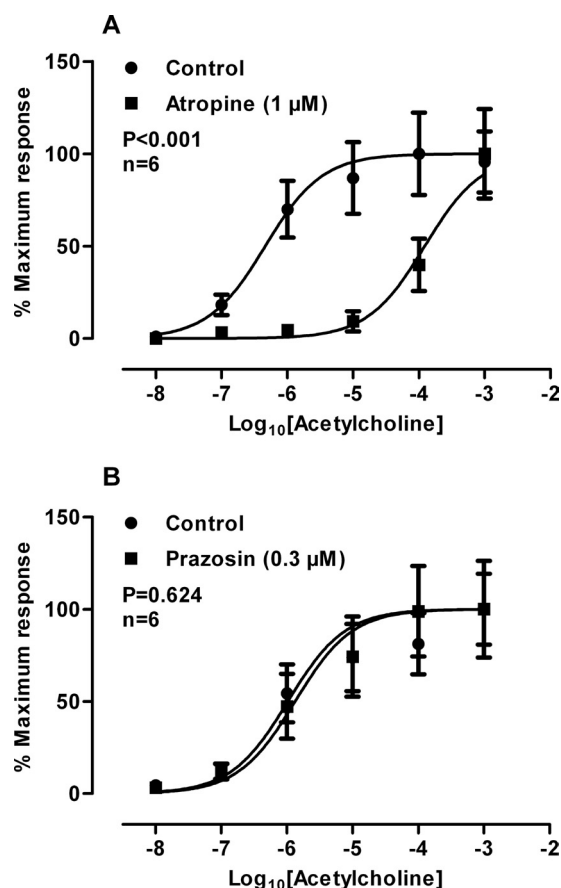 A
150
100
50
0
% Maximum response
Control
Atropine (1 µM)
P<0.001
n=6
-8 -7 -6 -5 -4 -3 -2
Log₁₀[Acetylcholine]
B
150
100
50
0
% Maximum response
Control
Prazosin (0.3 µM)
P=0.624
n=6
-8 -7 -6 -5 -4 -3 -2
Log₁₀[Acetylcholine]